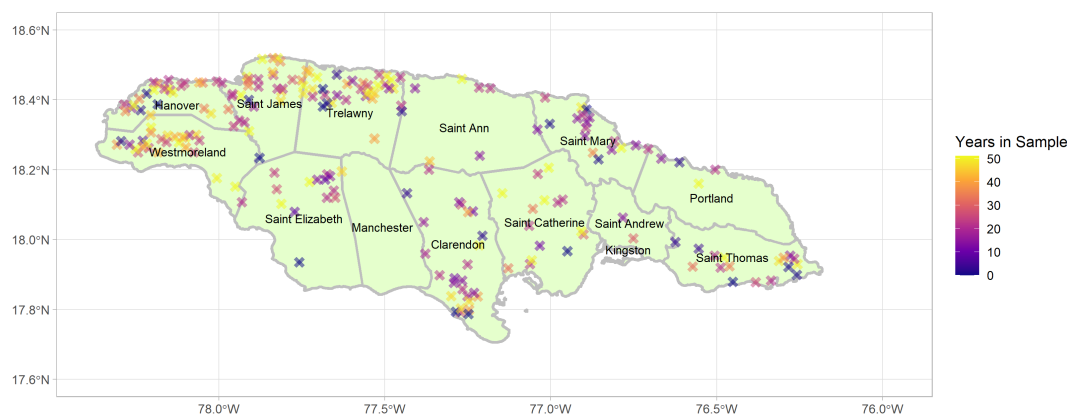 18.6°N
18.4°N
18.2°N
18.0°N
17.8°N
17.6°N
Hanover
Saint James
Trelawny
Westmoreland
Saint Ann
Saint Mary
Saint Elizabeth
Manchester
Clarendon
Saint Catherine
Saint Andrew
Kingston
Portland
Saint Thomas
78.0°W
77.5°W
77.0°W
76.5°W
76.0°W
Years in Sample
50
40
30
20
10
0